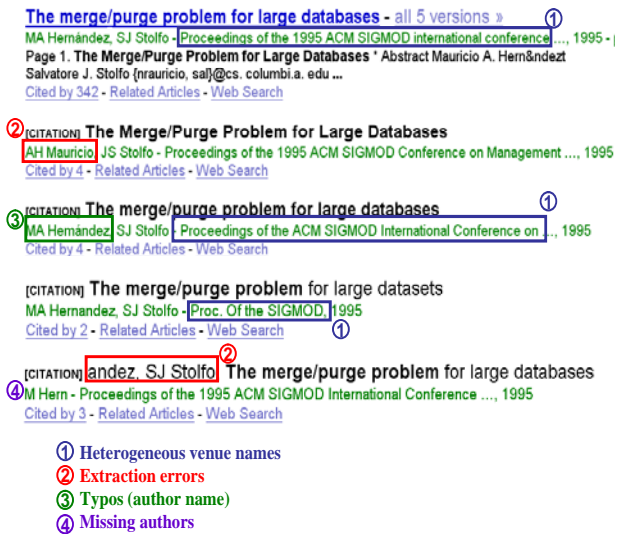 The merge/purge problem for large databases - all 5 versions » 1
MA Hernández, SJ Stolfo - Proceedings of the 1995 ACM SIGMOD international conference ..., 1995 -
Page 1. The Merge/Purge Problem for Large Databases * Abstract Mauricio A. Hern&ndezt
Salvatore J. Stolfo {nrauricio, sal}@cs. columbi.a. edu ...
Cited by 342 - Related Articles - Web Search
2 [CITATION] The Merge/Purge Problem for Large Databases
AH Mauricio, JS Stolfo - Proceedings of the 1995 ACM SIGMOD Conference on Management ..., 1995
Cited by 4 - Related Articles - Web Search
[CITATION] The merge/purge problem for large databases 1
3 MA Hemández, SJ Stolfo - Proceedings of the ACM SIGMOD International Conference on ..., 1995
Cited by 4 - Related Articles - Web Search
[CITATION] The merge/purge problem for large datasets
MA Hernandez, SJ Stolfo - Proc. Of the SIGMOD, 1995
Cited by 2 - Related Articles - Web Search 1
[CITATION] andez, SJ Stolfo, 2 The merge/purge problem for large databases
4 M Hern - Proceedings of the 1995 ACM SIGMOD International Conference ..., 1995
Cited by 3 - Related Articles - Web Search
1 Heterogeneous venue names
2 Extraction errors
3 Typos (author name)
4 Missing authors